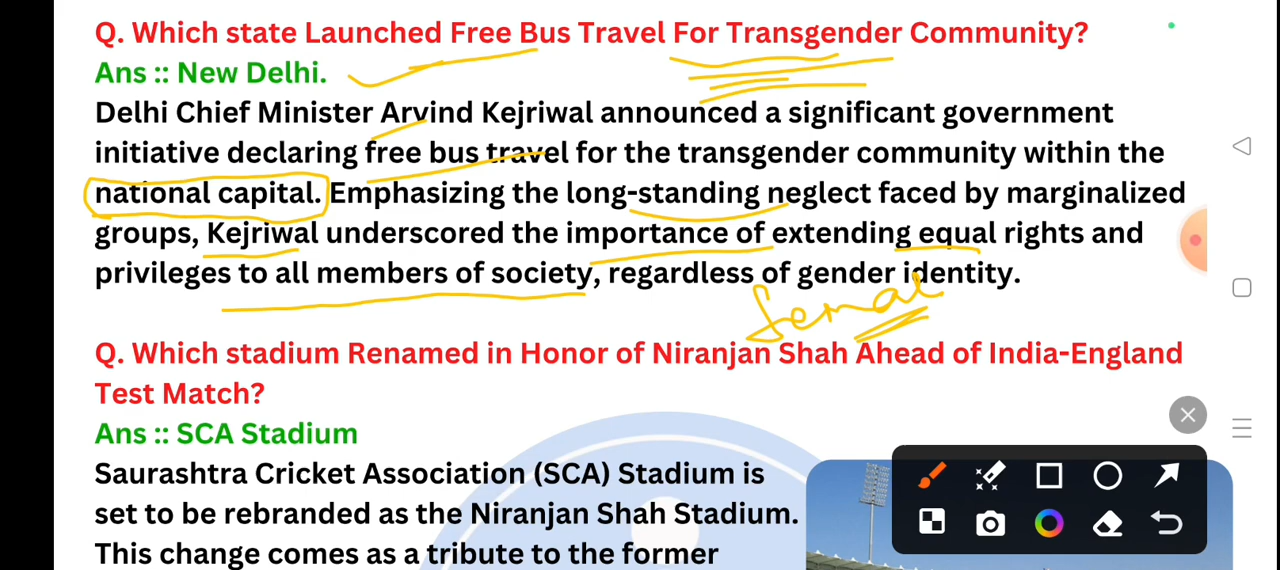 Q. Which state Launched Free Bus Travel For Transgender Community?
Ans :: New Delhi.
Delhi Chief Minister Arvind Kejriwal announced a significant government
initiative declaring free bus travel for the transgender community within the
national capital. Emphasizing the long-standing neglect faced by marginalized
groups, Kejriwal underscored the importance of extending equal rights and
privileges to all members of society, regardless of gender identity.
Q. Which stadium Renamed in Honor of Niranjan Shah Ahead of India-England
Test Match?
Ans :: SCA Stadium
Saurashtra Cricket Association (SCA) Stadium is
set to be rebranded as the Niranjan Shah Stadium.
This change comes as a tribute to the former